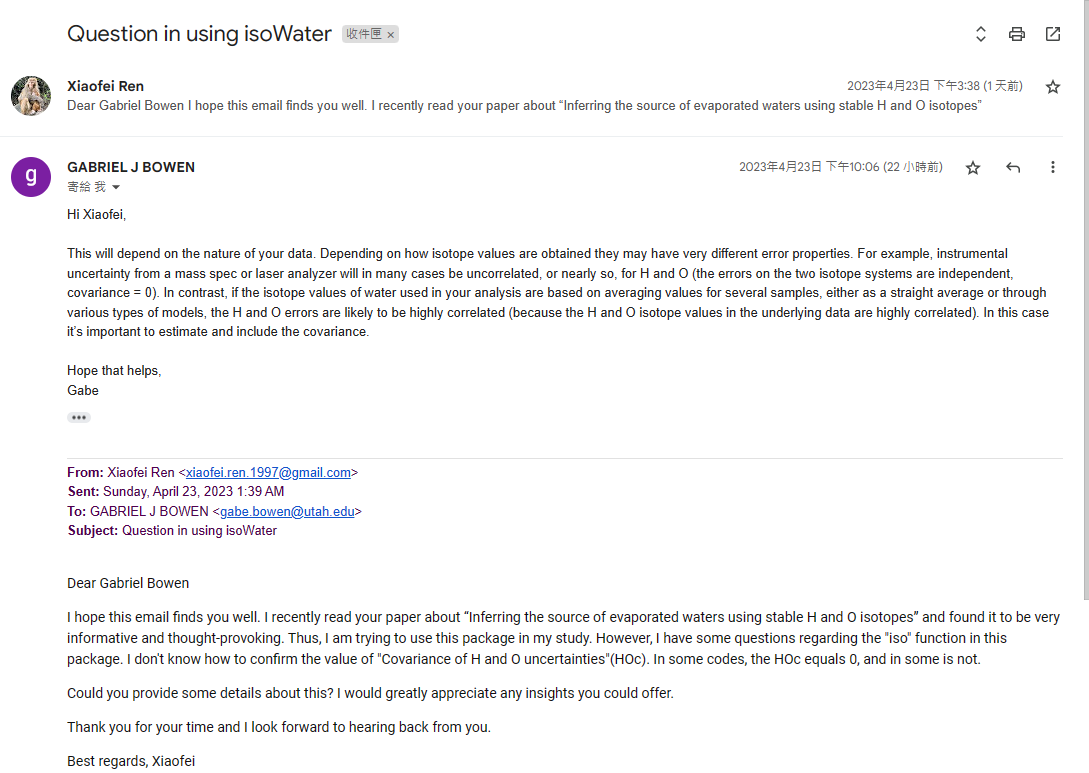 Question in using isoWater 收件匣 ×
Xiaofei Ren 2023年4月23日 下午3:38 (1 天前)
Dear Gabriel Bowen I hope this email finds you well. I recently read your paper about “Inferring the source of evaporated waters using stable H and O isotopes”
g
GABRIEL J BOWEN 2023年4月23日 下午10:06 (22 小時前)
寄給 我
Hi Xiaofei,
This will depend on the nature of your data. Depending on how isotope values are obtained they may have very different error properties. For example, instrumental
uncertainty from a mass spec or laser analyzer will in many cases be uncorrelated, or nearly so, for H and O (the errors on the two isotope systems are independent,
covariance = 0). In contrast, if the isotope values of water used in your analysis are based on averaging values for several samples, either as a straight average or through
various types of models, the H and O errors are likely to be highly correlated (because the H and O isotope values in the underlying data are highly correlated). In this case
it’s important to estimate and include the covariance.
Hope that helps,
Gabe
From: Xiaofei Ren <xiaofei.ren.1997@gmail.com>
Sent: Sunday, April 23, 2023 1:39 AM
To: GABRIEL J BOWEN <gabe.bowen@utah.edu>
Subject: Question in using isoWater
Dear Gabriel Bowen
I hope this email finds you well. I recently read your paper about “Inferring the source of evaporated waters using stable H and O isotopes” and found it to be very
informative and thought-provoking. Thus, I am trying to use this package in my study. However, I have some questions regarding the "iso" function in this
package. I don't know how to confirm the value of "Covariance of H and O uncertainties"(HOc). In some codes, the HOc equals 0, and in some is not.
Could you provide some details about this? I would greatly appreciate any insights you could offer.
Thank you for your time and I look forward to hearing back from you.
Best regards, Xiaofei